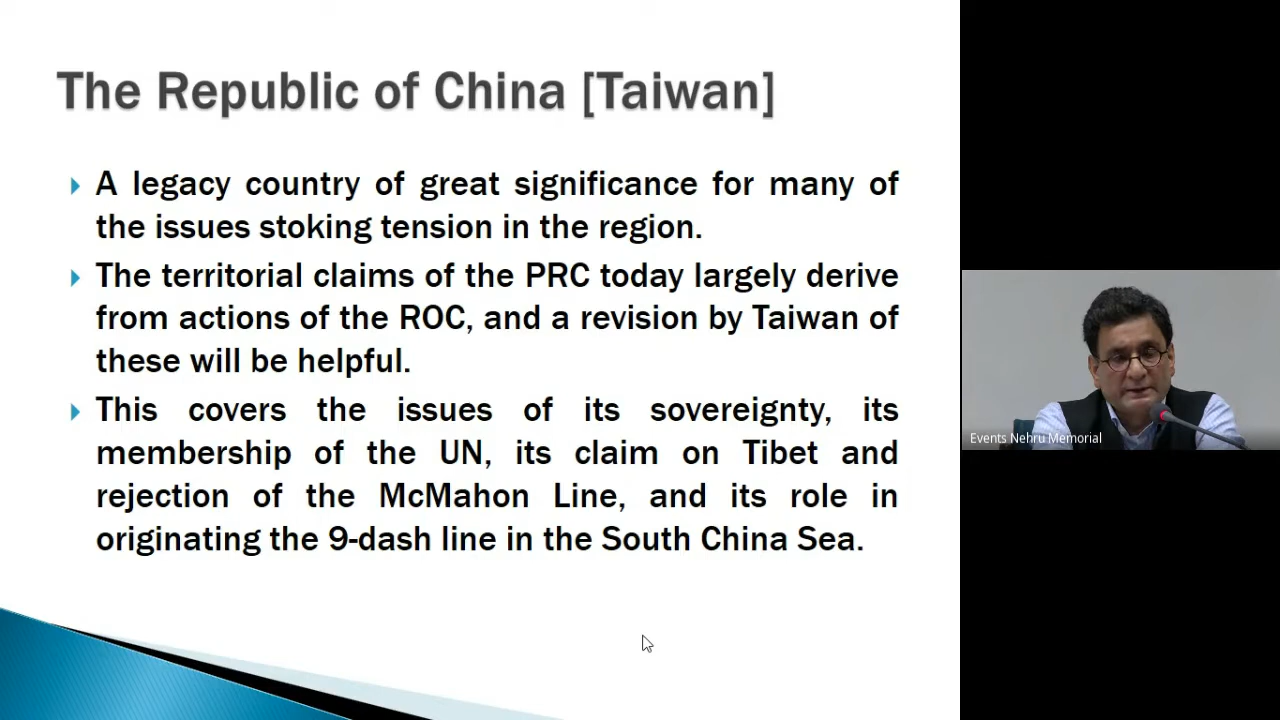 The Republic of China [Taiwan]
A legacy country of great significance for many of
the issues stoking tension in the region.
The territorial claims of the PRC today largely derive
from actions of the ROC, and a revision by Taiwan of
these will be helpful.
This covers the issues of its sovereignty, its
membership of the UN, its claim on Tibet and
rejection of the McMahon Line, and its role in
originating the 9-dash line in the South China Sea.
Events Nehru Memorial